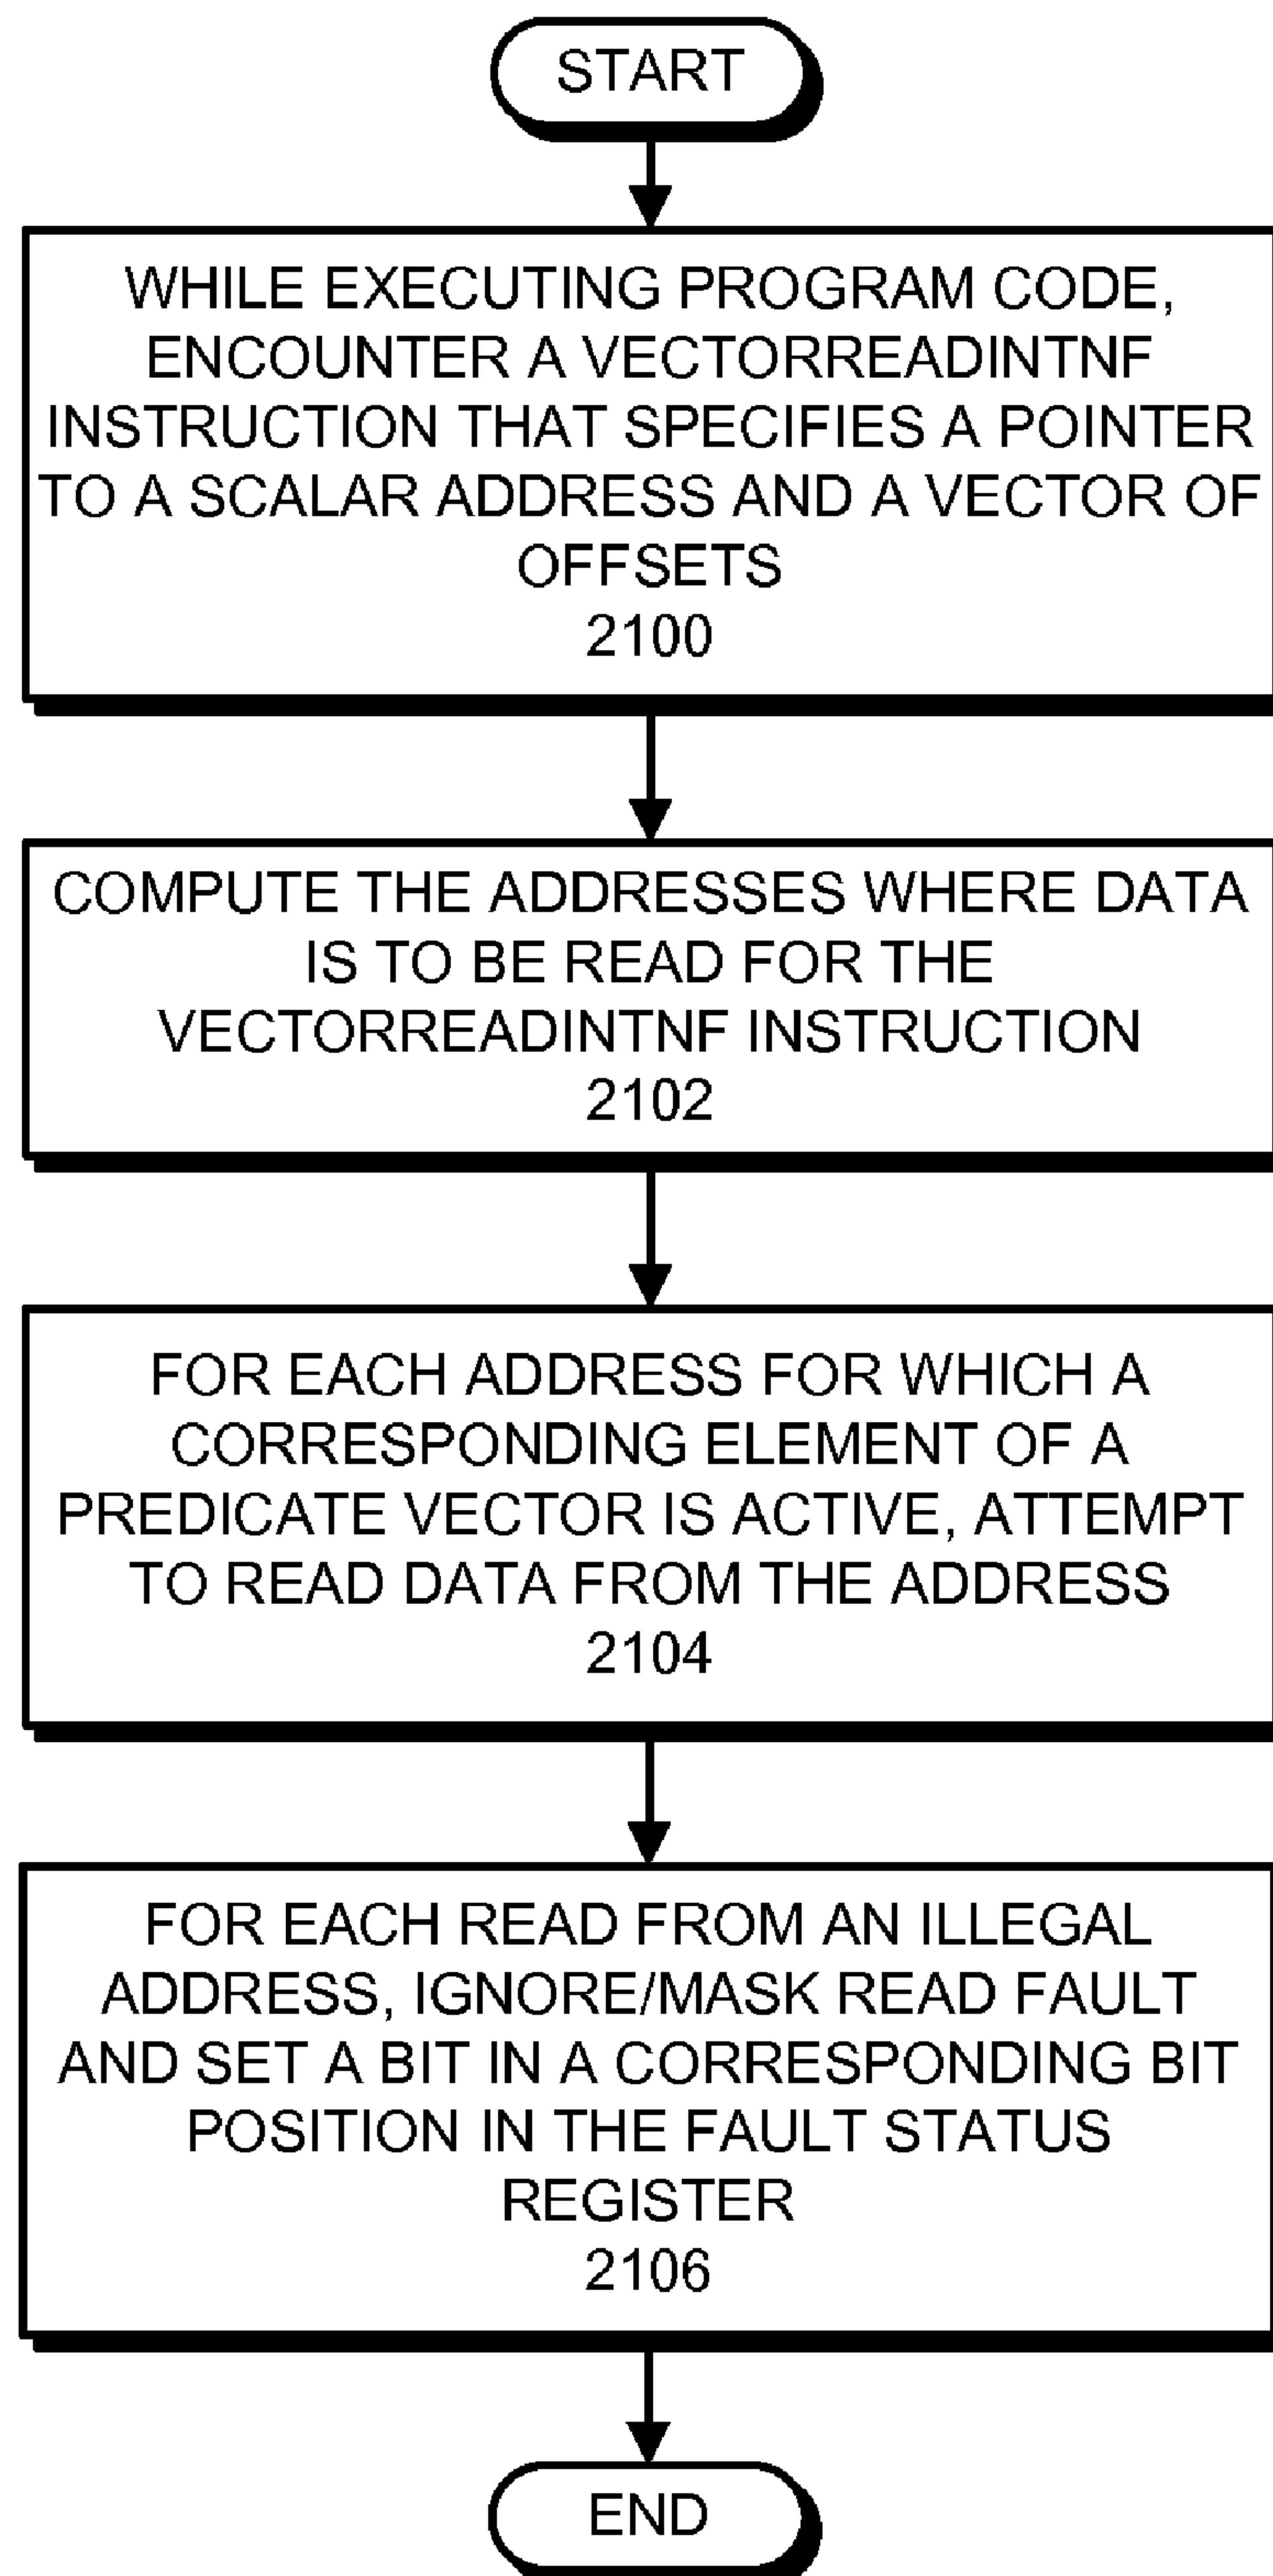 START
WHILE EXECUTING PROGRAM CODE,
ENCOUNTER A VECTORREADINTNF
INSTRUCTION THAT SPECIFIES A POINTER
TO A SCALAR ADDRESS AND A VECTOR OF
OFFSETS
2100
COMPUTE THE ADDRESSES WHERE DATA
IS TO BE READ FOR THE
VECTORREADINTNF INSTRUCTION
2102
FOR EACH ADDRESS FOR WHICH A
CORRESPONDING ELEMENT OF A
PREDICATE VECTOR IS ACTIVE, ATTEMPT
TO READ DATA FROM THE ADDRESS
2104
FOR EACH READ FROM AN ILLEGAL
ADDRESS, IGNORE/MASK READ FAULT
AND SET A BIT IN A CORRESPONDING BIT
POSITION IN THE FAULT STATUS
REGISTER
2106
END